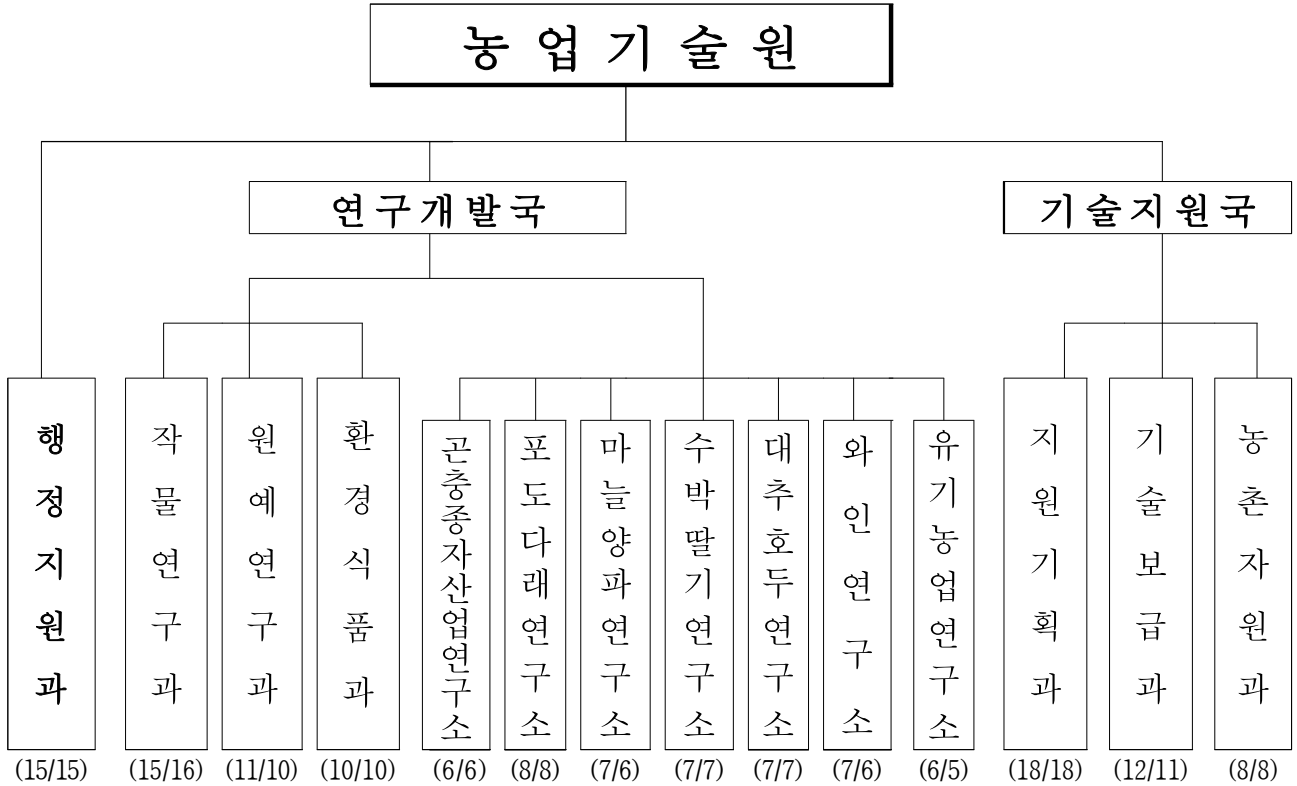 농업기술원
연구개발국
기술지원국
행정지원과
작물연구과
원예연구과
환경식품과
곤충종자산업연구소
포도다래연구소
마늘양파연구소
수박딸기연구소
대추호두연구소
와인연구소
유기농업연구소
지원기획과
기술보급과
농촌자원과
(15/15) (15/16) (11/10) (10/10) (6/6) (8/8) (7/6) (7/7) (7/7) (7/6) (6/5) (18/18) (12/11) (8/8)